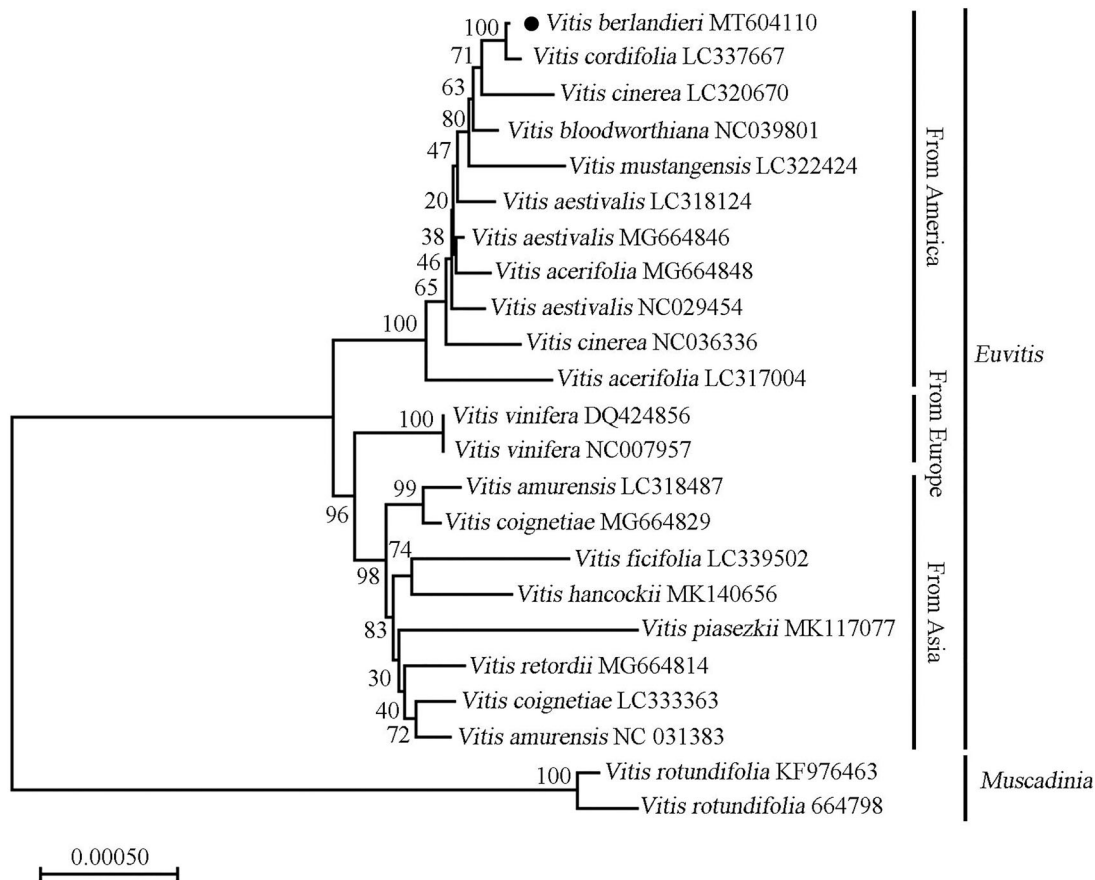 100
Vitis berlandieri MT604110
71
Vitis cordifolia LC337667
63
Vitis cinerea LC320670
80
Vitis bloodworthiana NC039801
47
Vitis mustangensis LC322424
20
Vitis aestivalis LC318124
38
Vitis aestivalis MG664846
46
Vitis acerifolia MG664848
65
Vitis aestivalis NC029454
100
Vitis cinerea NC036336
Vitis acerifolia LC317004
From America
100
Vitis vinifera DQ424856
Vitis vinifera NC007957
From Europe
96
99
Vitis amurensis LC318487
Vitis coignetiae MG664829
98
74
Vitis ficifolia LC339502
Vitis hancockii MK140656
83
Vitis piasezkii MK117077
30
Vitis retordii MG664814
40
Vitis coignetiae LC333363
72
Vitis amurensis NC 031383
From Asia
Euvitis
100
Vitis rotundifolia KF976463
Vitis rotundifolia 664798
Muscadinia
0.00050